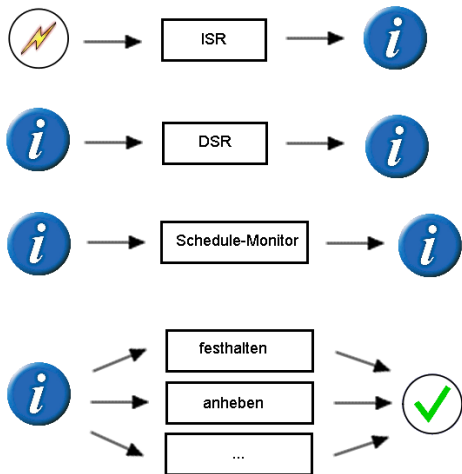 ISR
i
DSR
i
i
Schedule-Monitor
i
i
festhalten
anheben
...
i